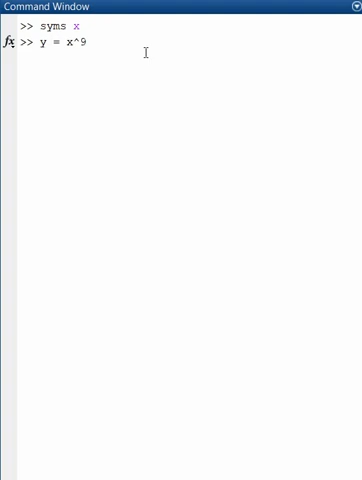 Command Window
>> syms x
fx >> y = x^9